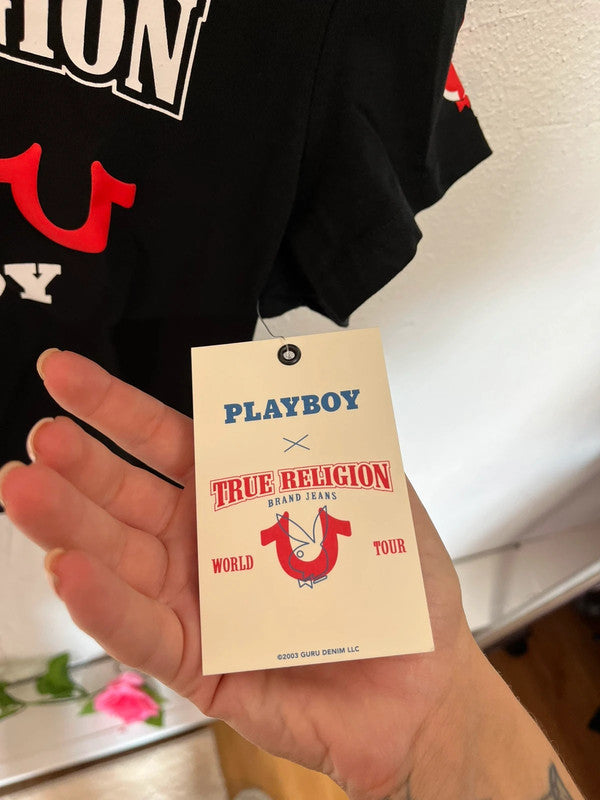 PLAYBOY
X
TRUE RELIGION
BRAND JEANS
WORLD TOUR
©2003 GURU DENIM LLC